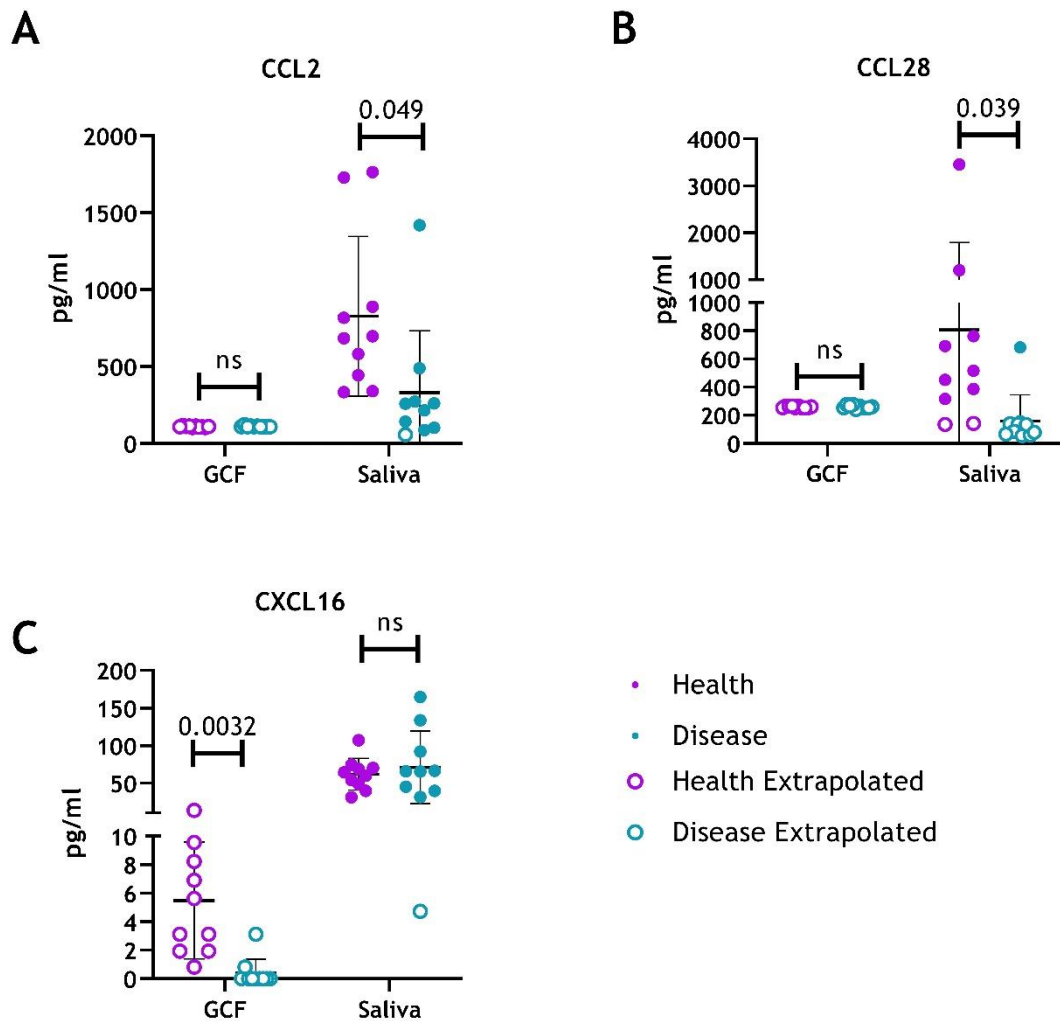 A
CCL2
0.049
2000
1500
1000
500
0
pg/ml
ns
GCF
Saliva
B
CCL28
0.039
4000
3000
2000
1000
1000
800
600
400
200
0
pg/ml
ns
GCF
Saliva
C
CXCL16
ns
200
150
100
50
10
8
6
4
2
0
pg/ml
0.0032
GCF
Saliva
Health
Disease
Health Extrapolated
Disease Extrapolated